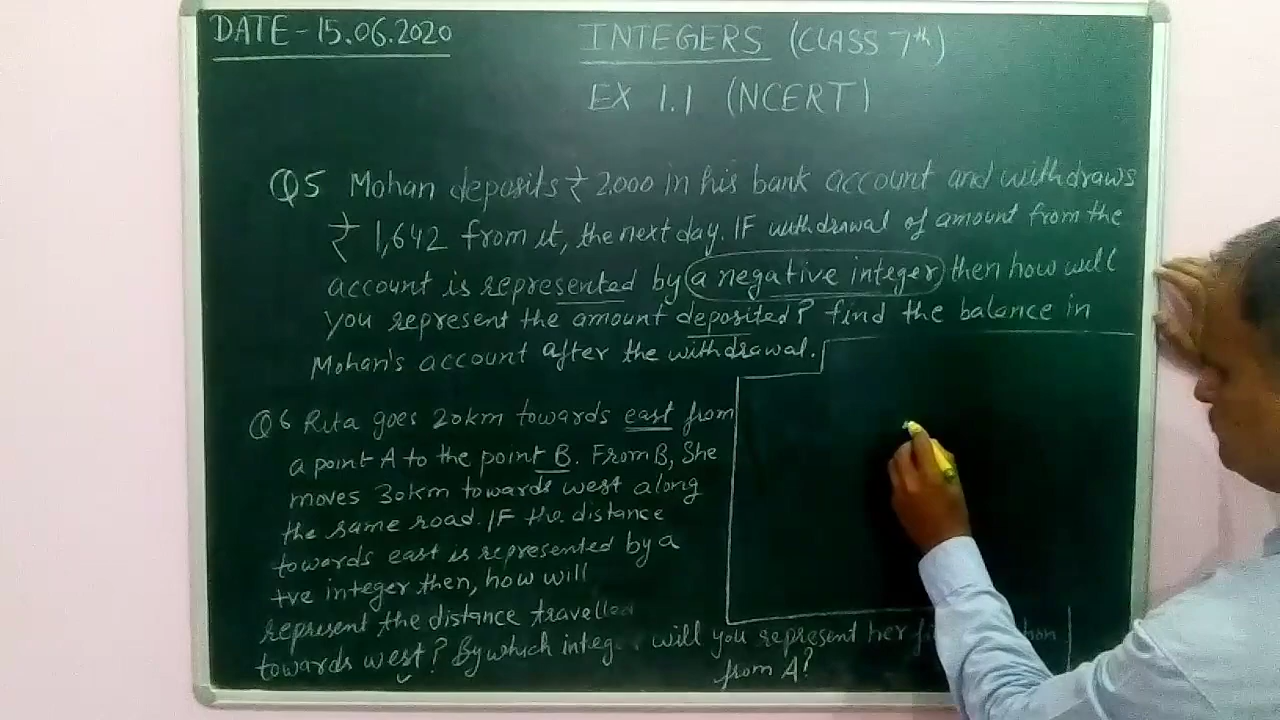 DATE - 15.06.2020
INTEGERS (CLASS 7th)
EX 1.1 (NCERT)
Q5 Mohan deposits ₹ 2000 in his bank account and withdraws
₹ 1,642 from it, the next day. IF withdrawal of amount from the
account is represented by a negative integer then how will
you represent the amount deposited? find the balance in
Mohan's account after the withdrawal.
Q6 Rita goes 20km towards east from
a point A to the point B. From B, She
moves 30km towards west along
the same road. IF the distance
towards east is represented by a
+ve integer then, how will
represent the distance travelled
towards west? By which integ will you represent her
from A?